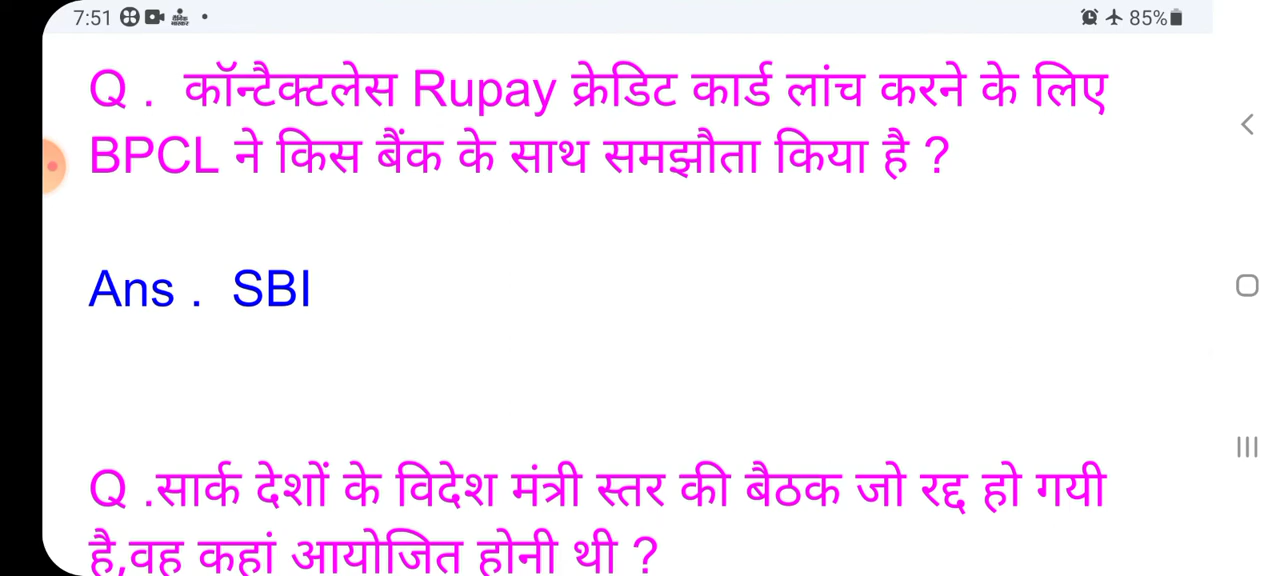 7:51 85%
Q . कॉन्टैक्टलेस Rupay क्रेडिट कार्ड लांच करने के लिए
BPCL ने किस बैंक के साथ समझौता किया है ?
Ans . SBI
Q .सार्क देशों के विदेश मंत्री स्तर की बैठक जो रद्द हो गयी
है,वह कहां आयोजित होनी थी ?